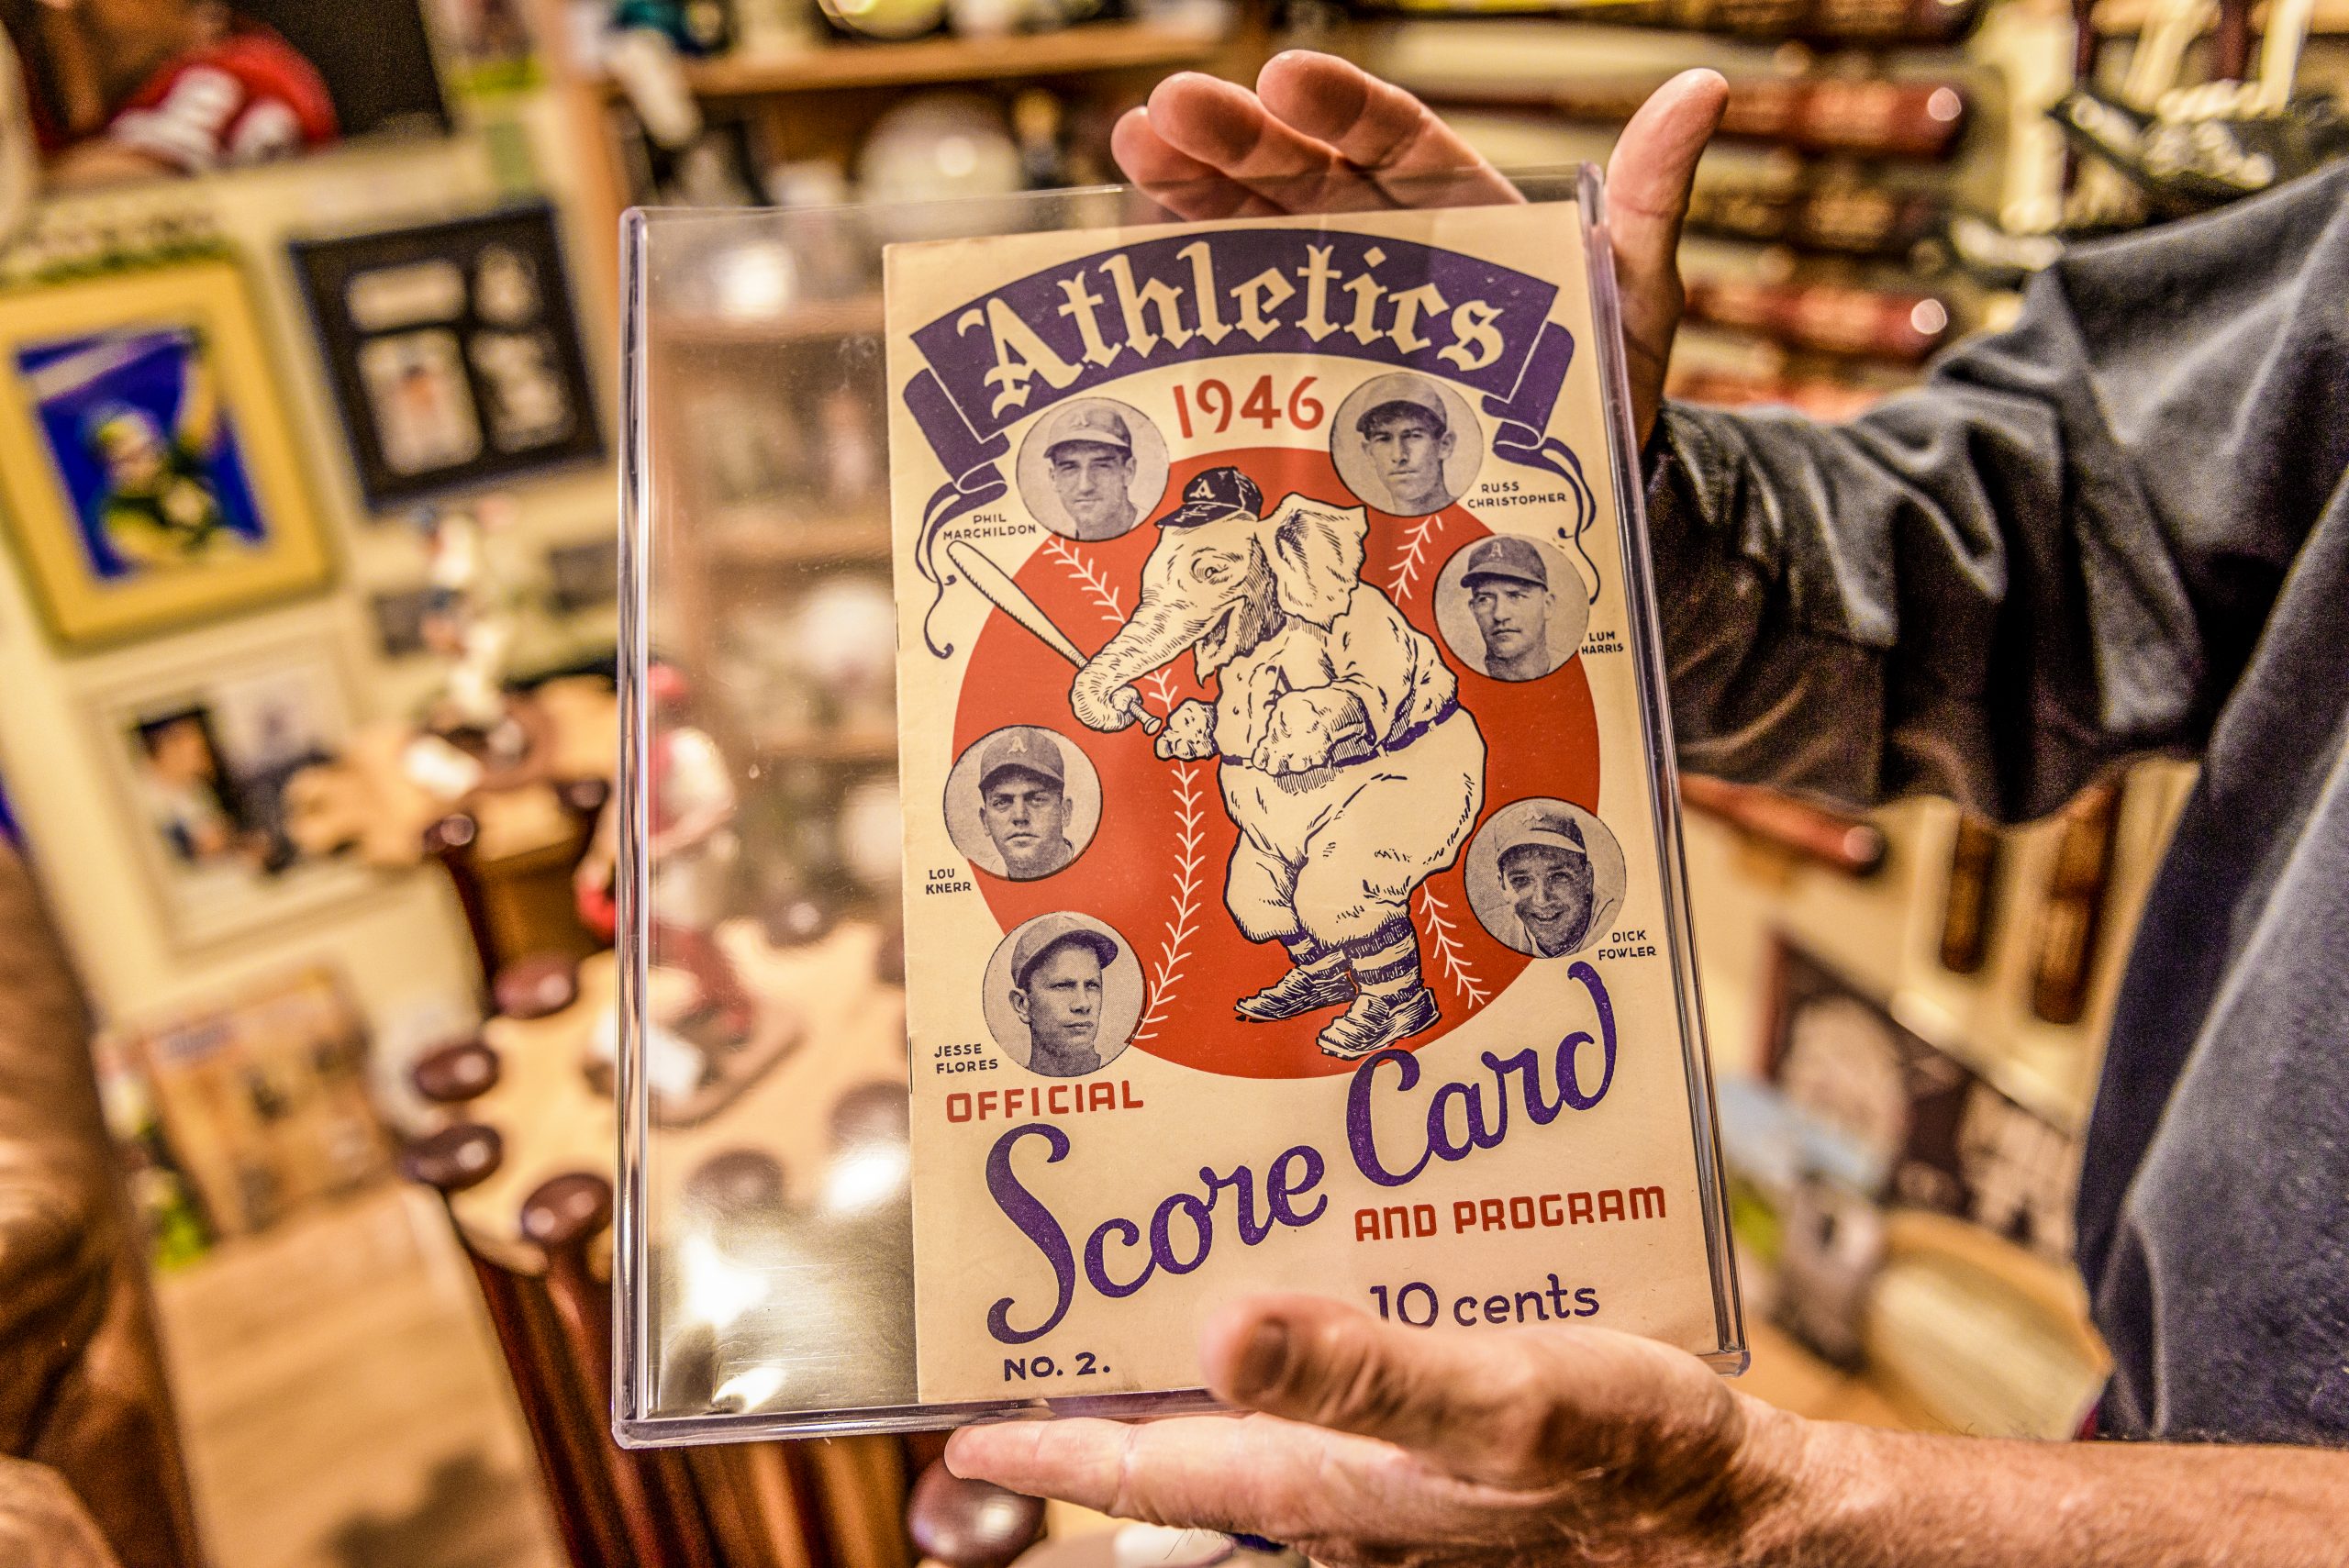 Athletics
1946
PHIL
MARCHILDON
RUSS
CHRISTOPHER
A
LUM
HARRIS
A
LOU
KNERR
DICK
FOWLER
JESSE
FLORES
OFFICIAL
Score Card
AND PROGRAM
10 cents
NO. 2.